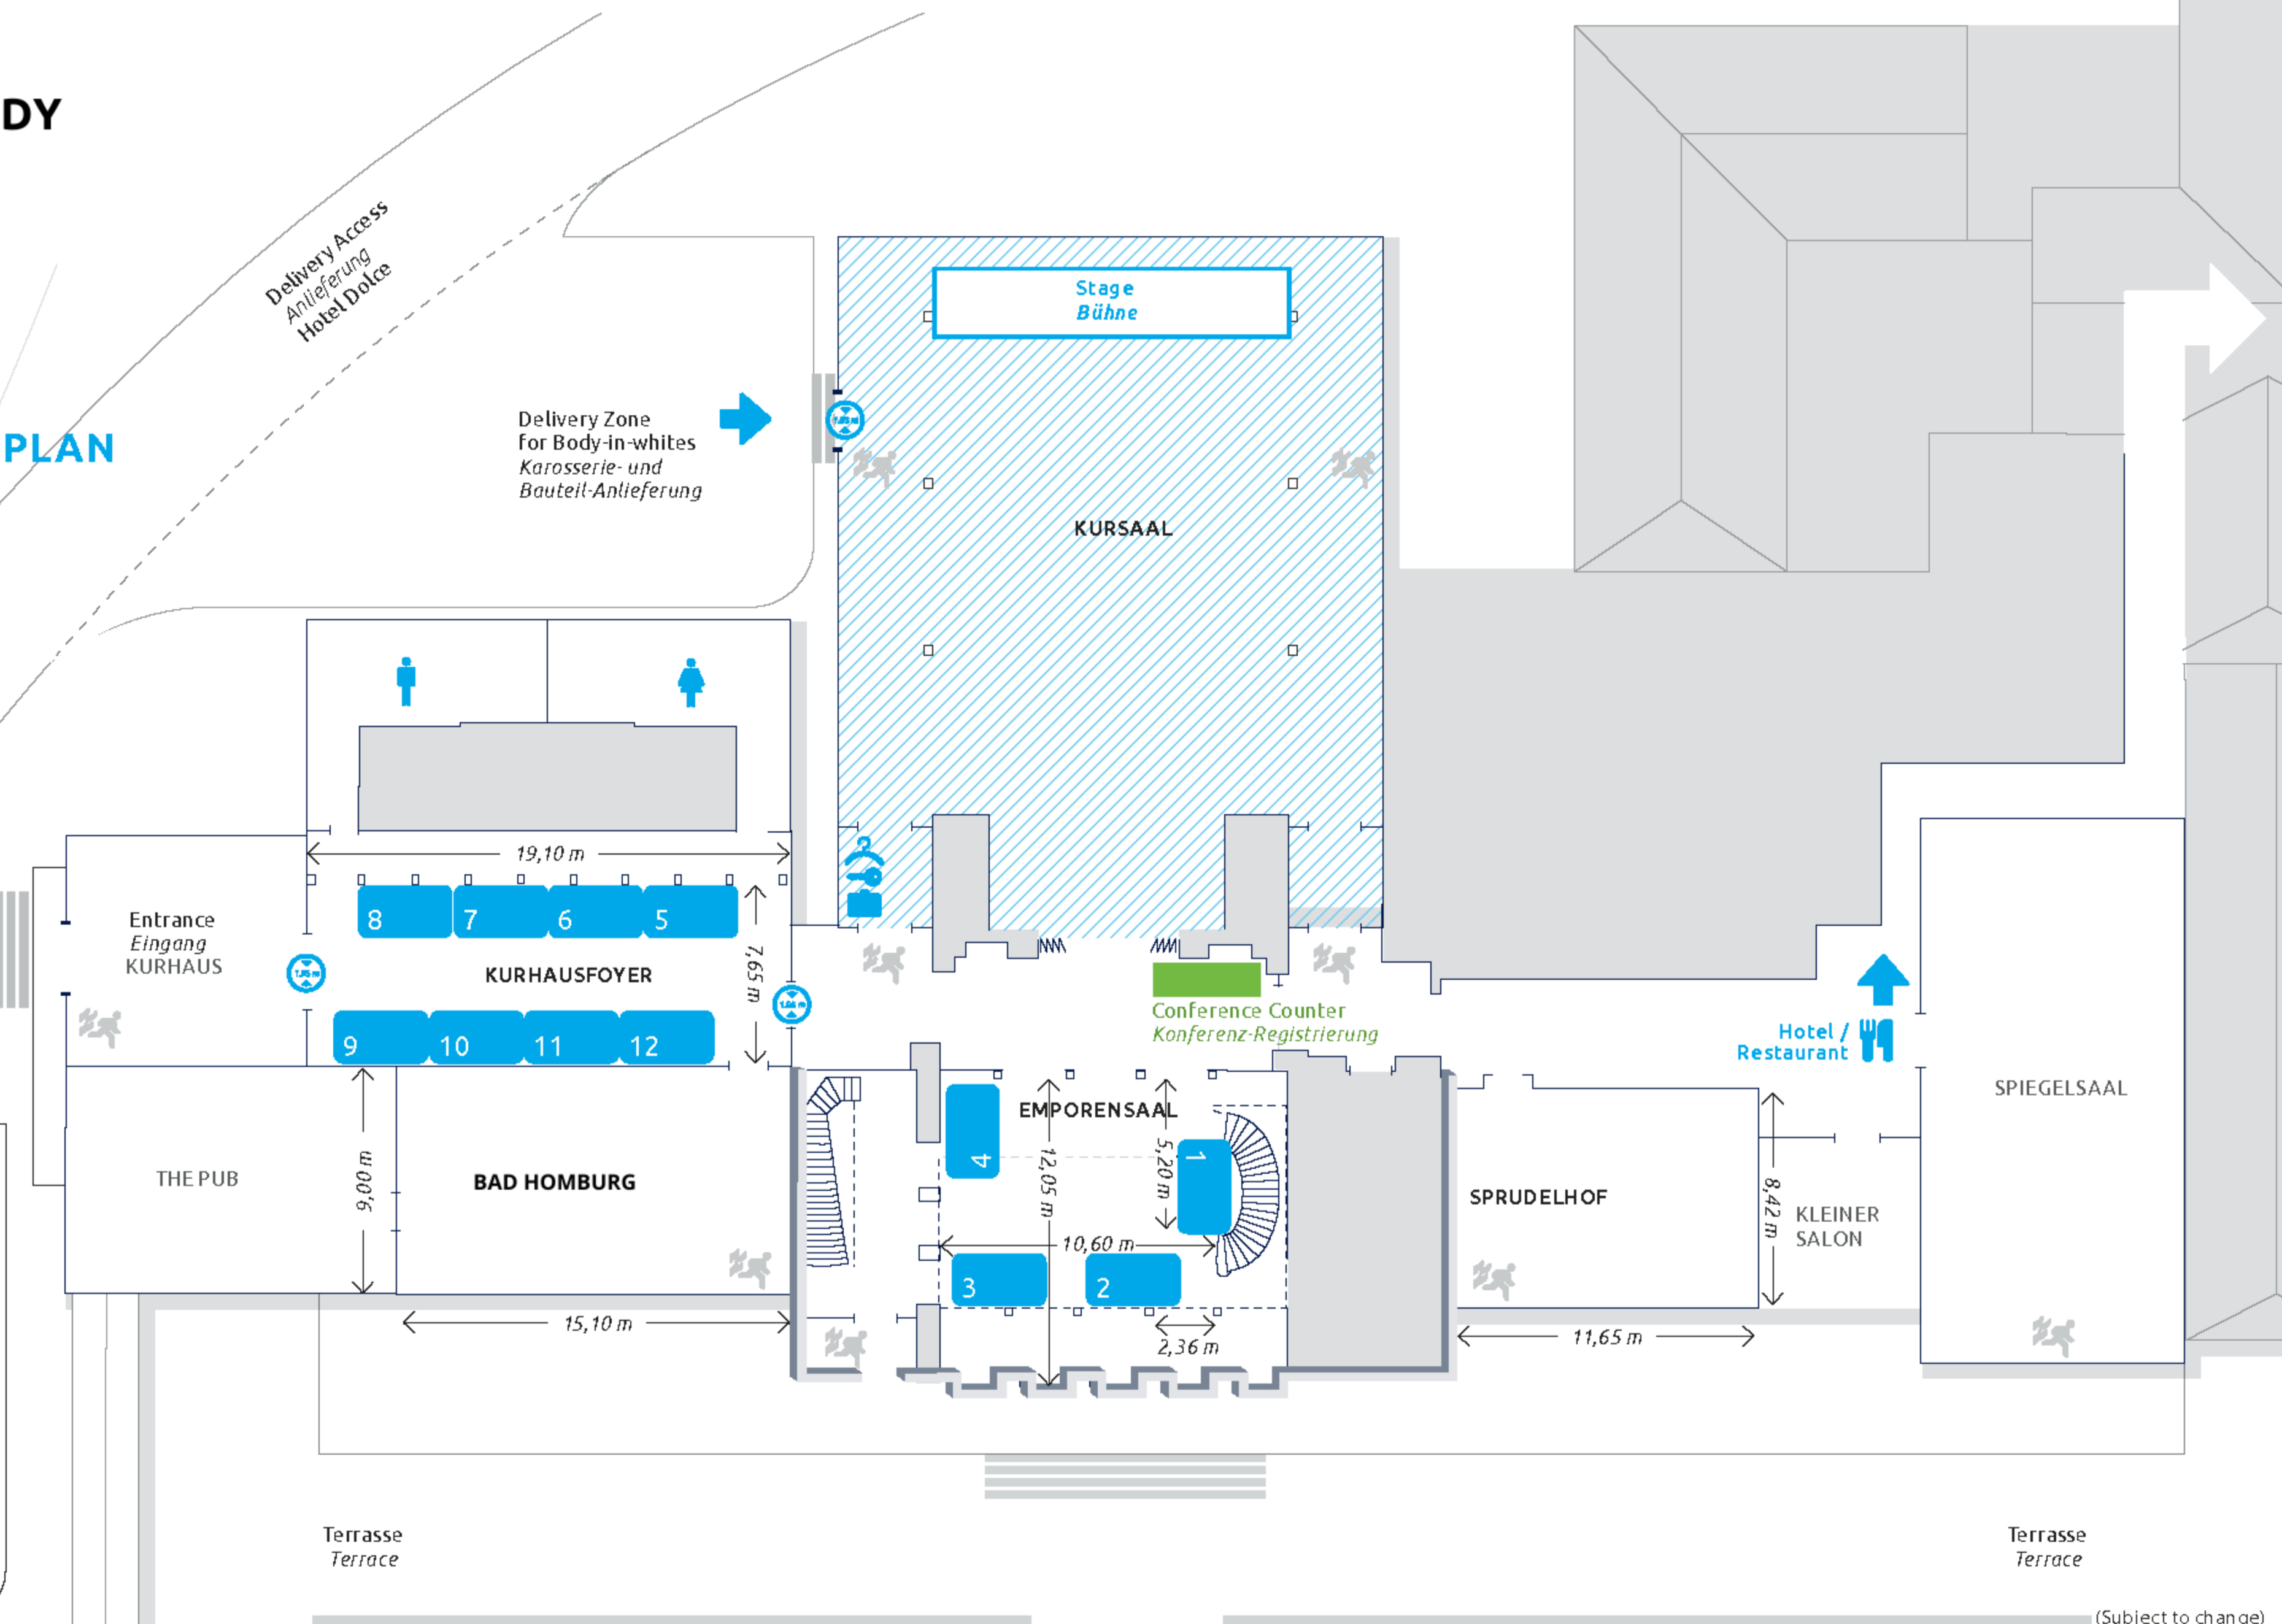 DY
PLAN
Delivery Access
Anlieferung
Hotel Dolce
Stage
Bühne
Delivery Zone
for Body-in-whites
Karosserie- und
Bauteil-Anlieferung
KURSAAL
19,10 m
8
7
6
5
7,65 m
Entrance
Eingang
KURHAUS
KURHAUSFOYER
9
10
11
12
Conference Counter
Konferenz-Registrierung
Hotel /
Restaurant
SPIEGELSAAL
EMPORENSAAL
4
1
12,05 m
5,20 m
10,60 m
3
2
2,36 m
THE PUB
9,00 m
BAD HOMBURG
15,10 m
SPRUDELHOF
8,42 m
KLEINER
SALON
11,65 m
Terrasse
Terrace
Terrasse
Terrace
(Subject to change)